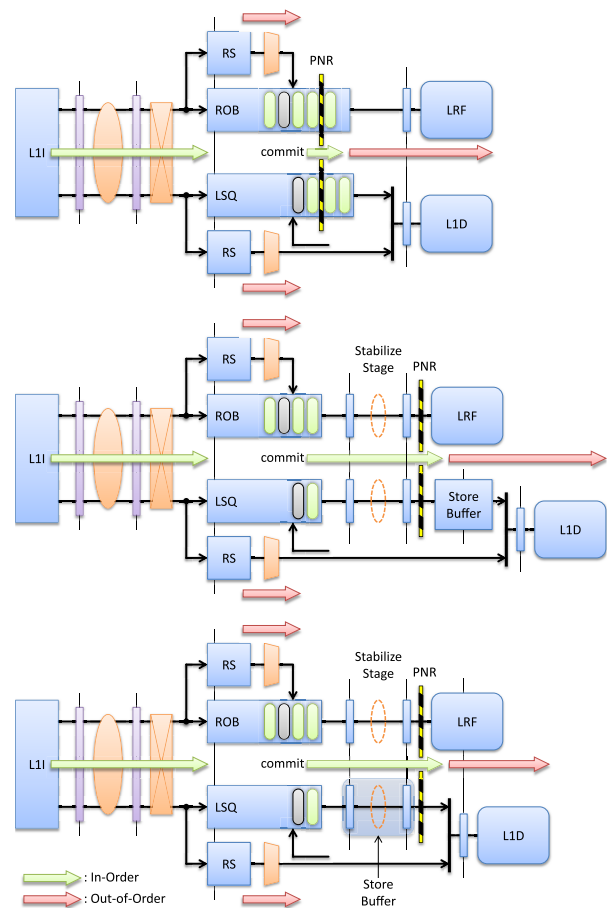 RS
PNR
L1I
ROB
LRF
commit
LSQ
L1D
RS
Stabilize
Stage
RS
PNR
L1I
ROB
LRF
commit
LSQ
Store
Buffer
RS
L1D
Stabilize
Stage
RS
PNR
L1I
ROB
LRF
commit
LSQ
L1D
RS
Store
Buffer
: In-Order
: Out-of-Order